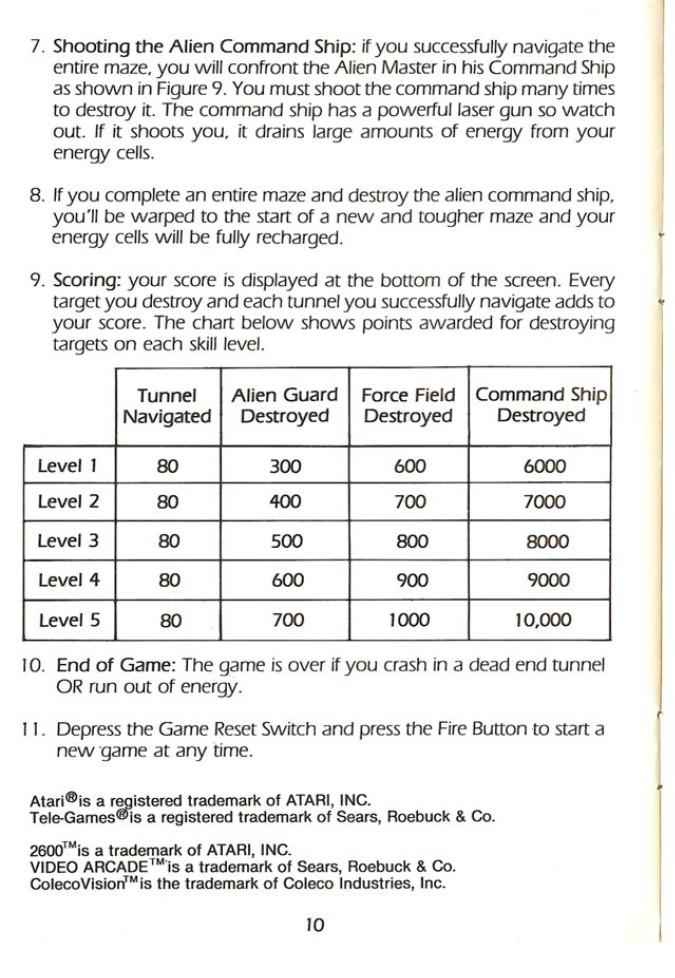 7. Shooting the Alien Command Ship: if you successfully navigate the
entire maze, you will confront the Alien Master in his Command Ship
as shown in Figure 9. You must shoot the command ship many times
to destroy it. The command ship has a powerful laser gun so watch
out. If it shoots you, it drains large amounts of energy from your
energy cells.
8. If you complete an entire maze and destroy the alien command ship,
you'll be warped to the start of a new and tougher maze and your
energy cells will be fully recharged.
9. Scoring: your score is displayed at the bottom of the screen. Every
target you destroy and each tunnel you successfully navigate adds to
your score. The chart below shows points awarded for destroying
targets on each skill level.
Tunnel Alien Guard Force Field Command Ship
Navigated Destroyed Destroyed Destroyed
Level 1 80 300 600 6000
Level 2 80 400 700 7000
Level 3 80 500 800 8000
Level 4 80 600 900 9000
Level 5 80 700 1000 10,000
10. End of Game: The game is over if you crash in a dead end tunnel
OR run out of energy.
11. Depress the Game Reset Switch and press the Fire Button to start a
new game at any time.
Atari® is a registered trademark of ATARI, INC.
Tele-Games® is a registered trademark of Sears, Roebuck & Co.
2600™ is a trademark of ATARI, INC.
VIDEO ARCADE™ is a trademark of Sears, Roebuck & Co.
ColecoVision™ is the trademark of Coleco Industries, Inc.
10